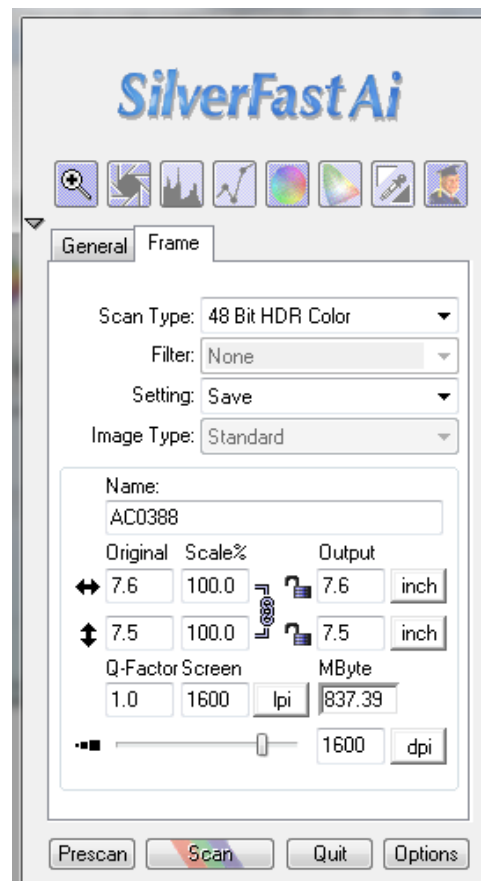 SilverFast Ai
General Frame
Scan Type: 48 Bit HDR Color
Filter: None
Setting: Save
Image Type: Standard
Name:
AC0388
Original Scale% Output
7.6 100.0 7.6 inch
7.5 100.0 7.5 inch
Q-Factor Screen MByte
1.0 1600 lpi 837.39
1600 dpi
Prescan Scan Quit Options